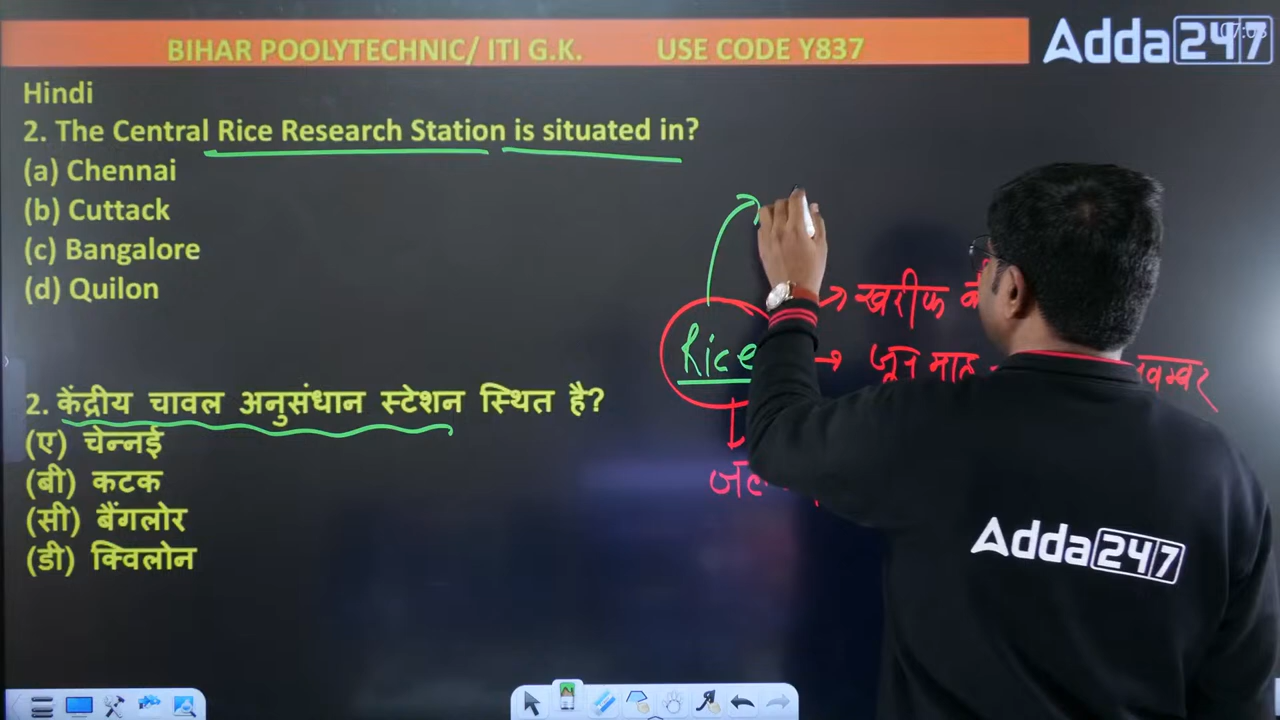 BIHAR POOLYTECHNIC/ ITI G.K. USE CODE Y837
Adda247
Hindi
2. The Central Rice Research Station is situated in?
(a) Chennai
(b) Cuttack
(c) Bangalore
(d) Quilon
Rice
खरीफ
जून माह
2. केंद्रीय चावल अनुसंधान स्टेशन स्थित है?
(ए) चेन्नई
(बी) कटक
(सी) बैंगलोर
(डी) क्विलोन
Adda247